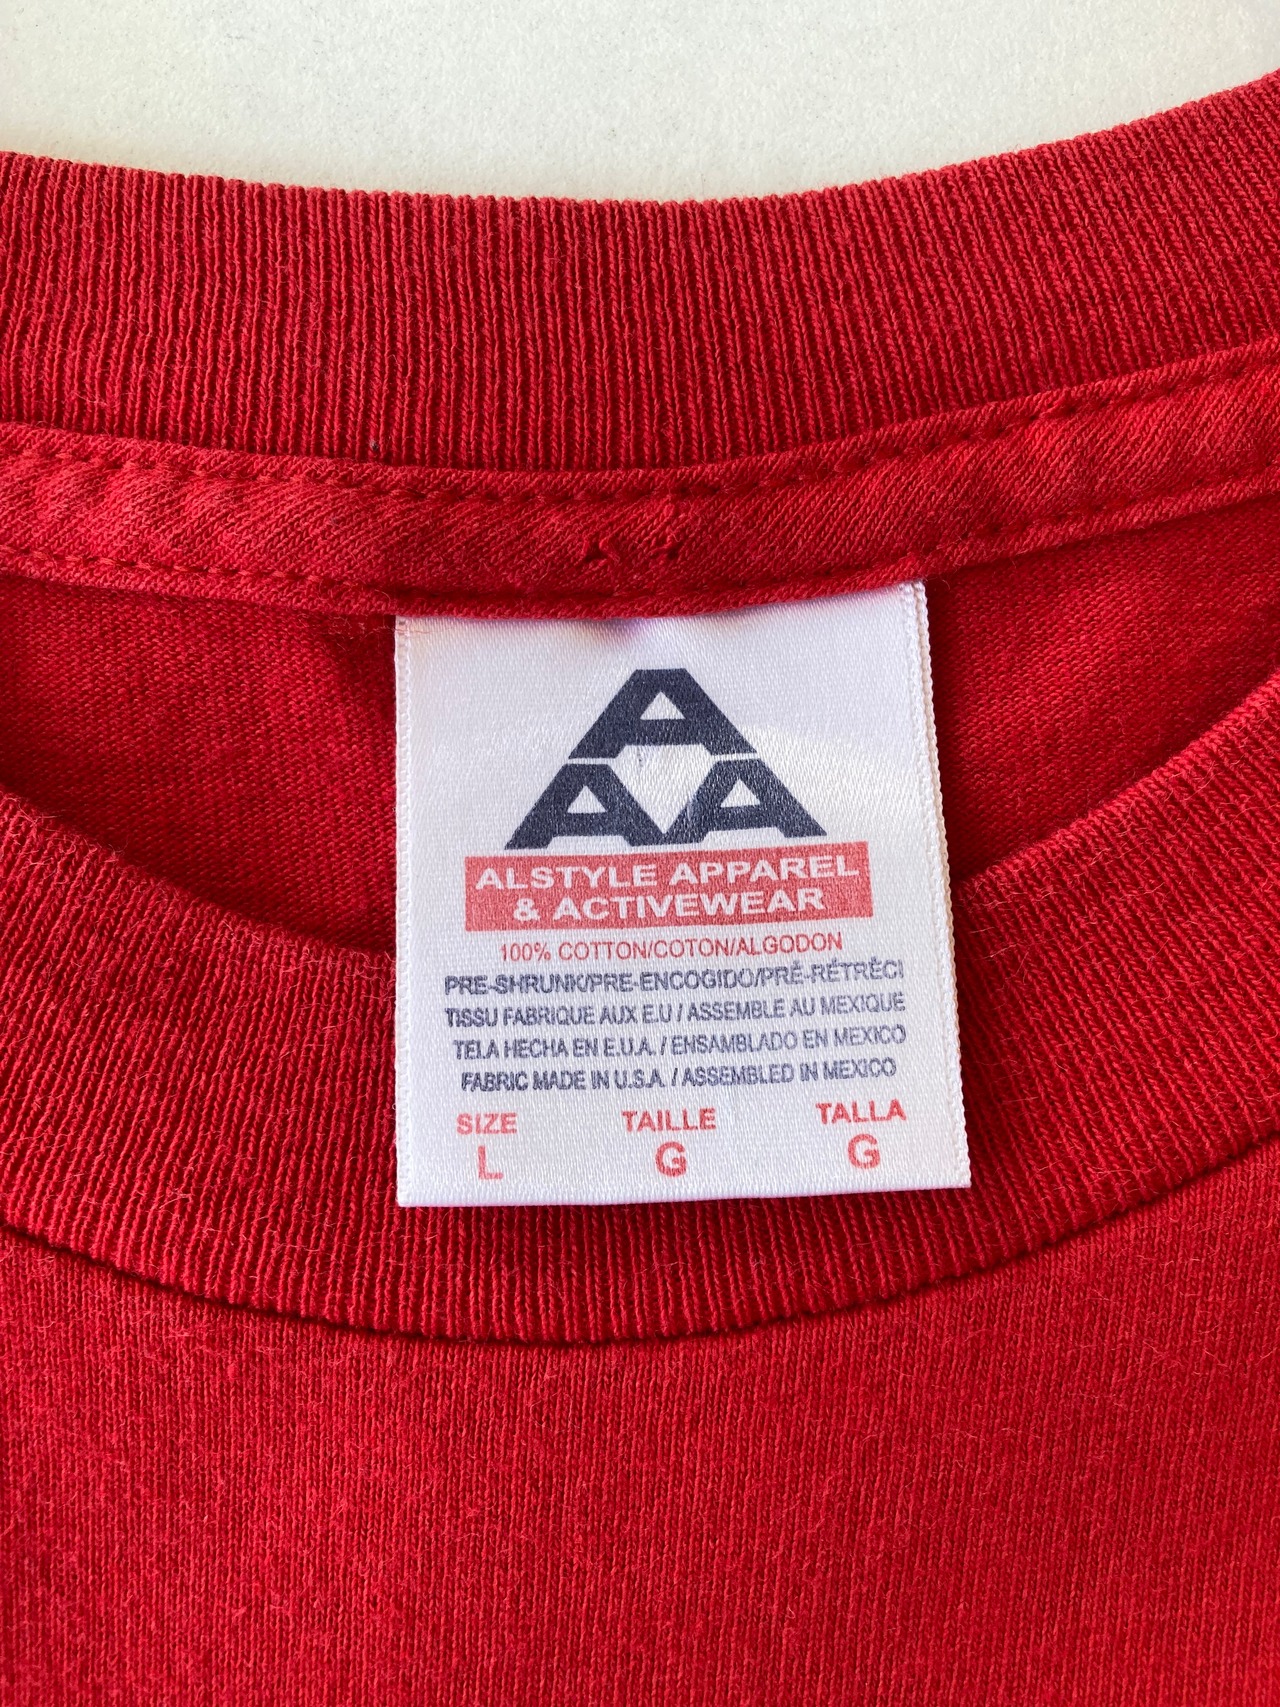 A
AA
ALSTYLE APPAREL
& ACTIVEWEAR
100% COTTON/COTON/ALGODON
PRE-SHRUNK/PRE-ENCOGIDO/PRÉ-RÉTRÉCI
TISSU FABRIQUE AUX E.U / ASSEMBLE AU MEXIQUE
TELA HECHA EN E.U.A. / ENSAMBLADO EN MEXICO
FABRIC MADE IN U.S.A. / ASSEMBLED IN MEXICO
SIZE TAILLE TALLA
L G G